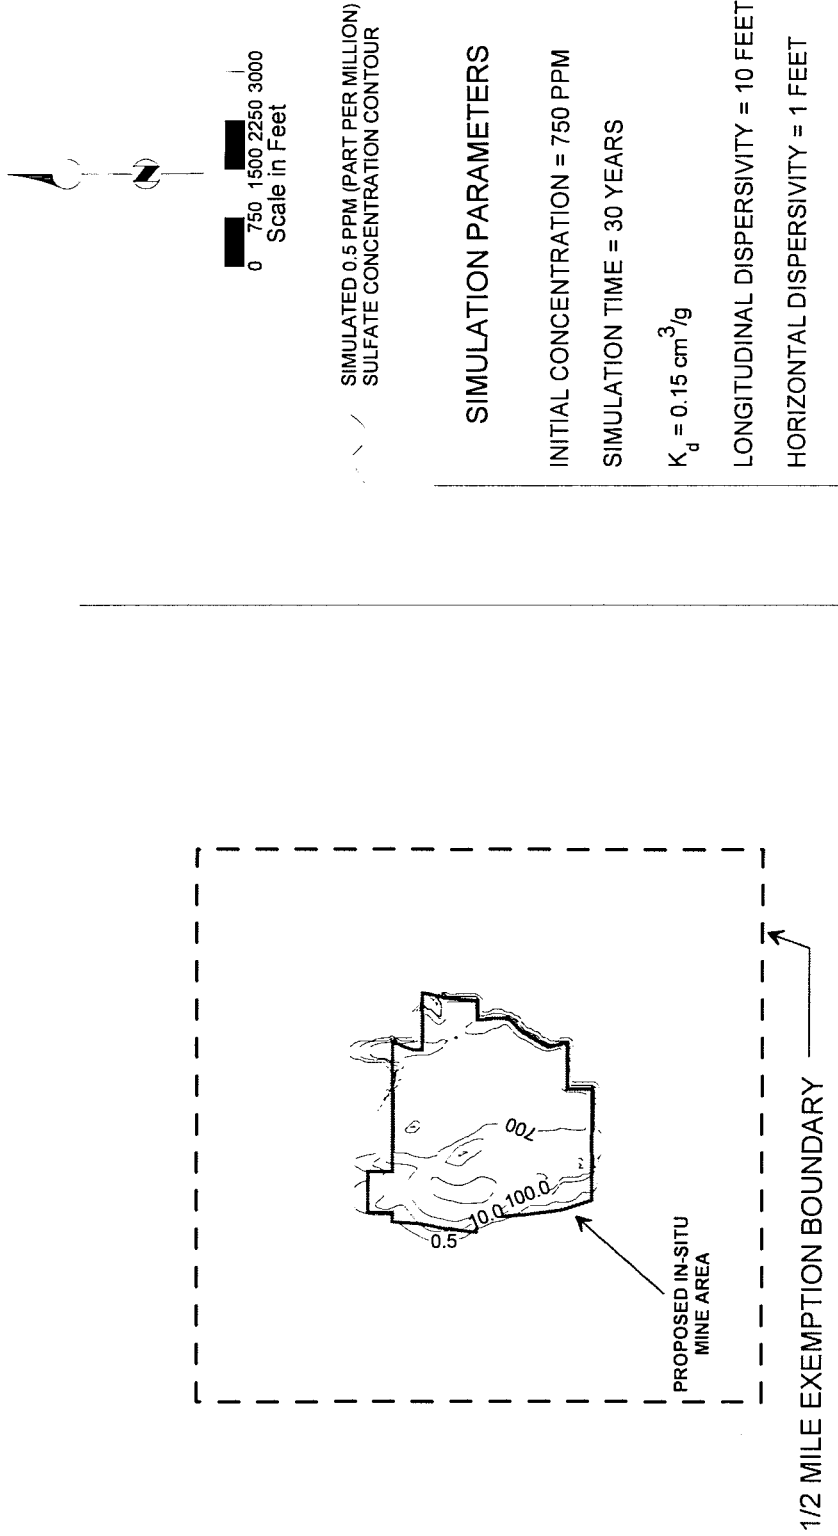 N
0 750 1500 2250 3000
Scale in Feet
SIMULATED 0.5 PPM (PART PER MILLION)
SULFATE CONCENTRATION CONTOUR
SIMULATION PARAMETERS
INITIAL CONCENTRATION = 750 PPM
SIMULATION TIME = 30 YEARS
Kd = 0.15 cm³/g
LONGITUDINAL DISPERSIVITY = 10 FEET
HORIZONTAL DISPERSIVITY = 1 FEET
700
100.0
10.0
0.5
PROPOSED IN-SITU
MINE AREA
1/2 MILE EXEMPTION BOUNDARY